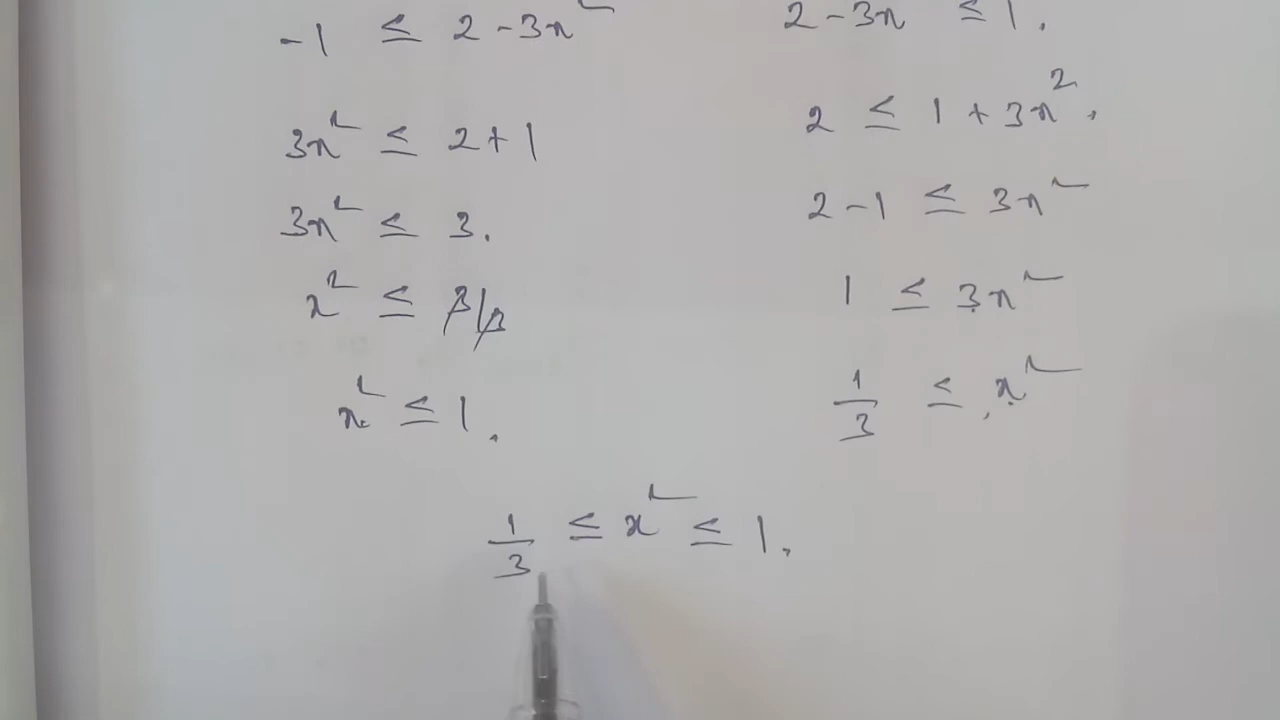 -1 ≤ 2 - 3x²
3x² ≤ 2 + 1
3x² ≤ 3.
x² ≤ 3/3
x² ≤ 1.
2 - 3x ≤ 1.
2 ≤ 1 + 3x².
2 - 1 ≤ 3x²
1 ≤ 3x²
1/3 ≤ x²
1/3 ≤ x² ≤ 1.